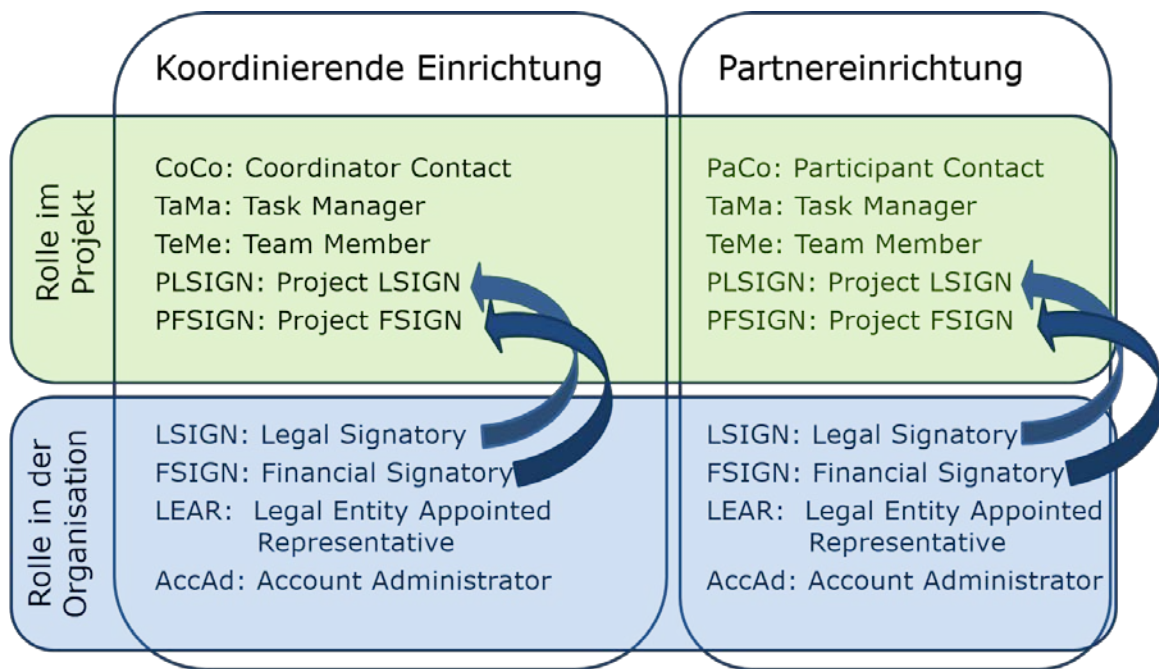 Koordinierende Einrichtung
Partnereinrichtung
Rolle im
Projekt
CoCo: Coordinator Contact
TaMa: Task Manager
TeMe: Team Member
PLSIGN: Project LSIGN
PFSIGN: Project FSIGN
PaCo: Participant Contact
TaMa: Task Manager
TeMe: Team Member
PLSIGN: Project LSIGN
PFSIGN: Project FSIGN
Rolle in der
Organisation
LSIGN: Legal Signatory
FSIGN: Financial Signatory
LEAR: Legal Entity Appointed
Representative
AccAd: Account Administrator
LSIGN: Legal Signatory
FSIGN: Financial Signatory
LEAR: Legal Entity Appointed
Representative
AccAd: Account Administrator